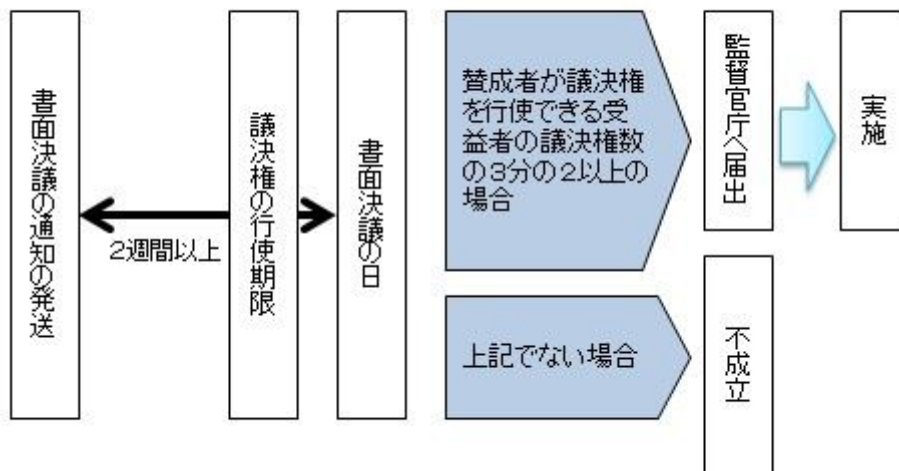 書面決議の通知の発送
2週間以上
議決権の行使期限
書面決議の日
賛成者が議決権
を行使できる受
益者の議決権数
の3分の2以上の
場合
監督官庁へ届出
実施
上記でない場合
不成立